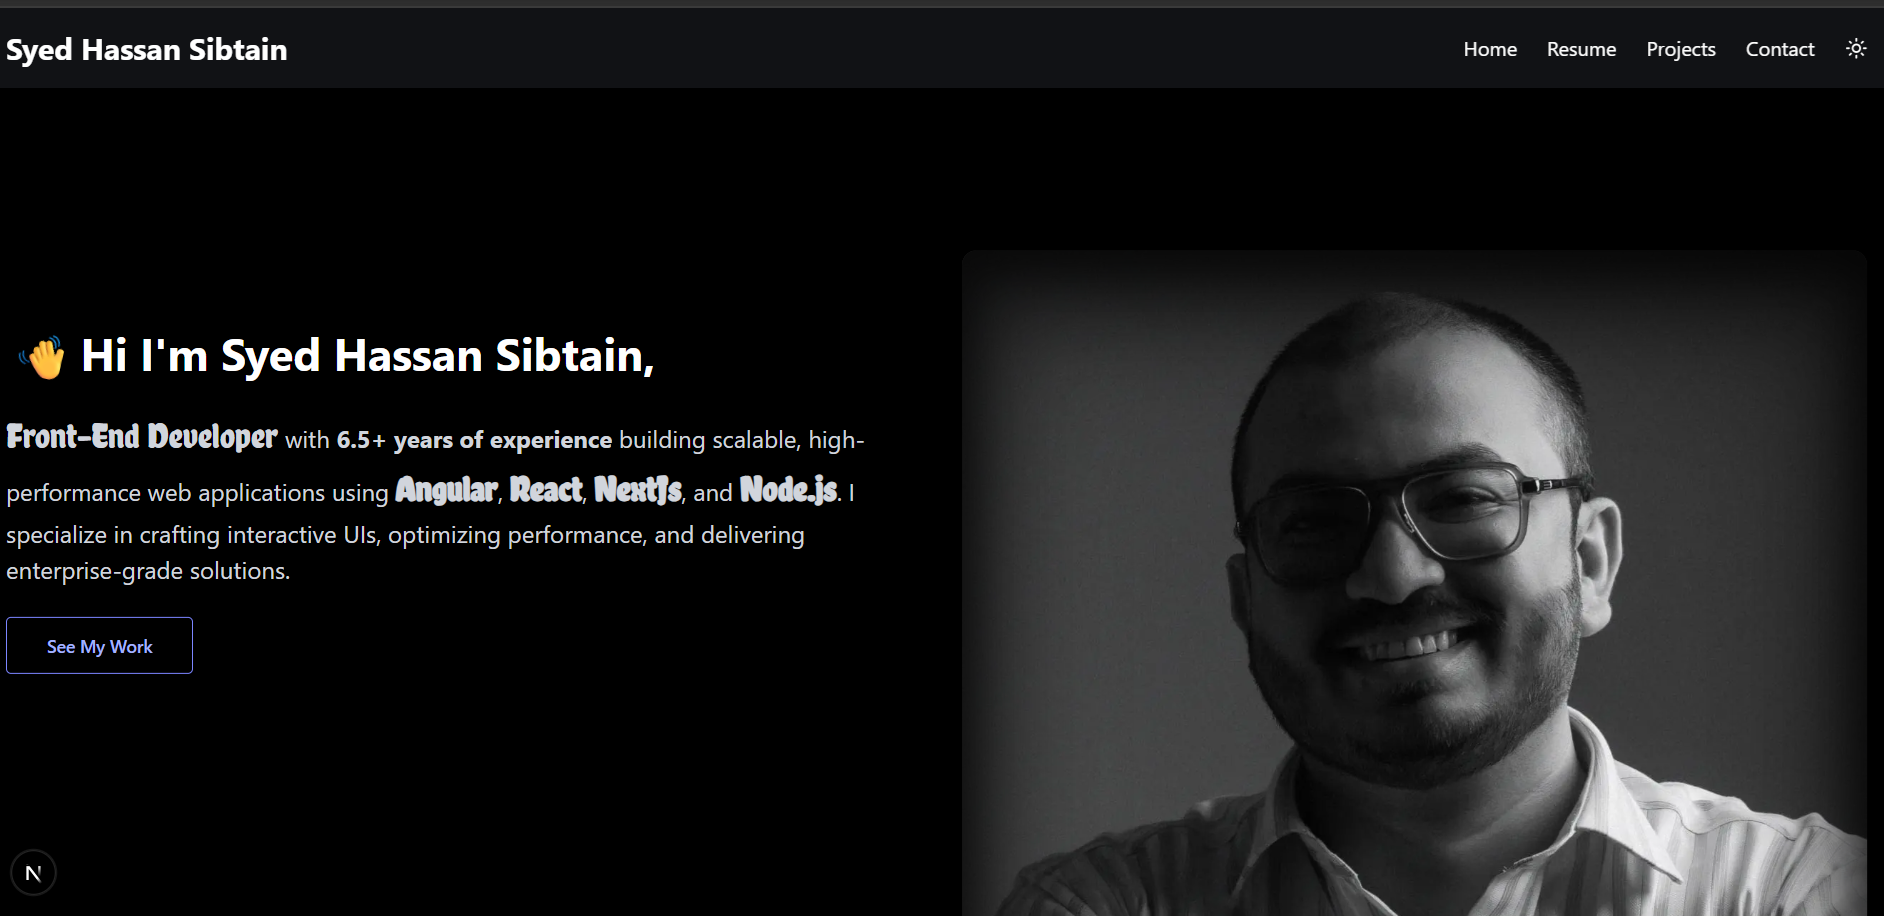 Syed Hassan Sibtain
Home Resume Projects Contact
👋 Hi I'm Syed Hassan Sibtain,
Front-End Developer with 6.5+ years of experience building scalable, high-
performance web applications using Angular, React, NextJs, and Node.js. I
specialize in crafting interactive UIs, optimizing performance, and delivering
enterprise-grade solutions.
See My Work
N